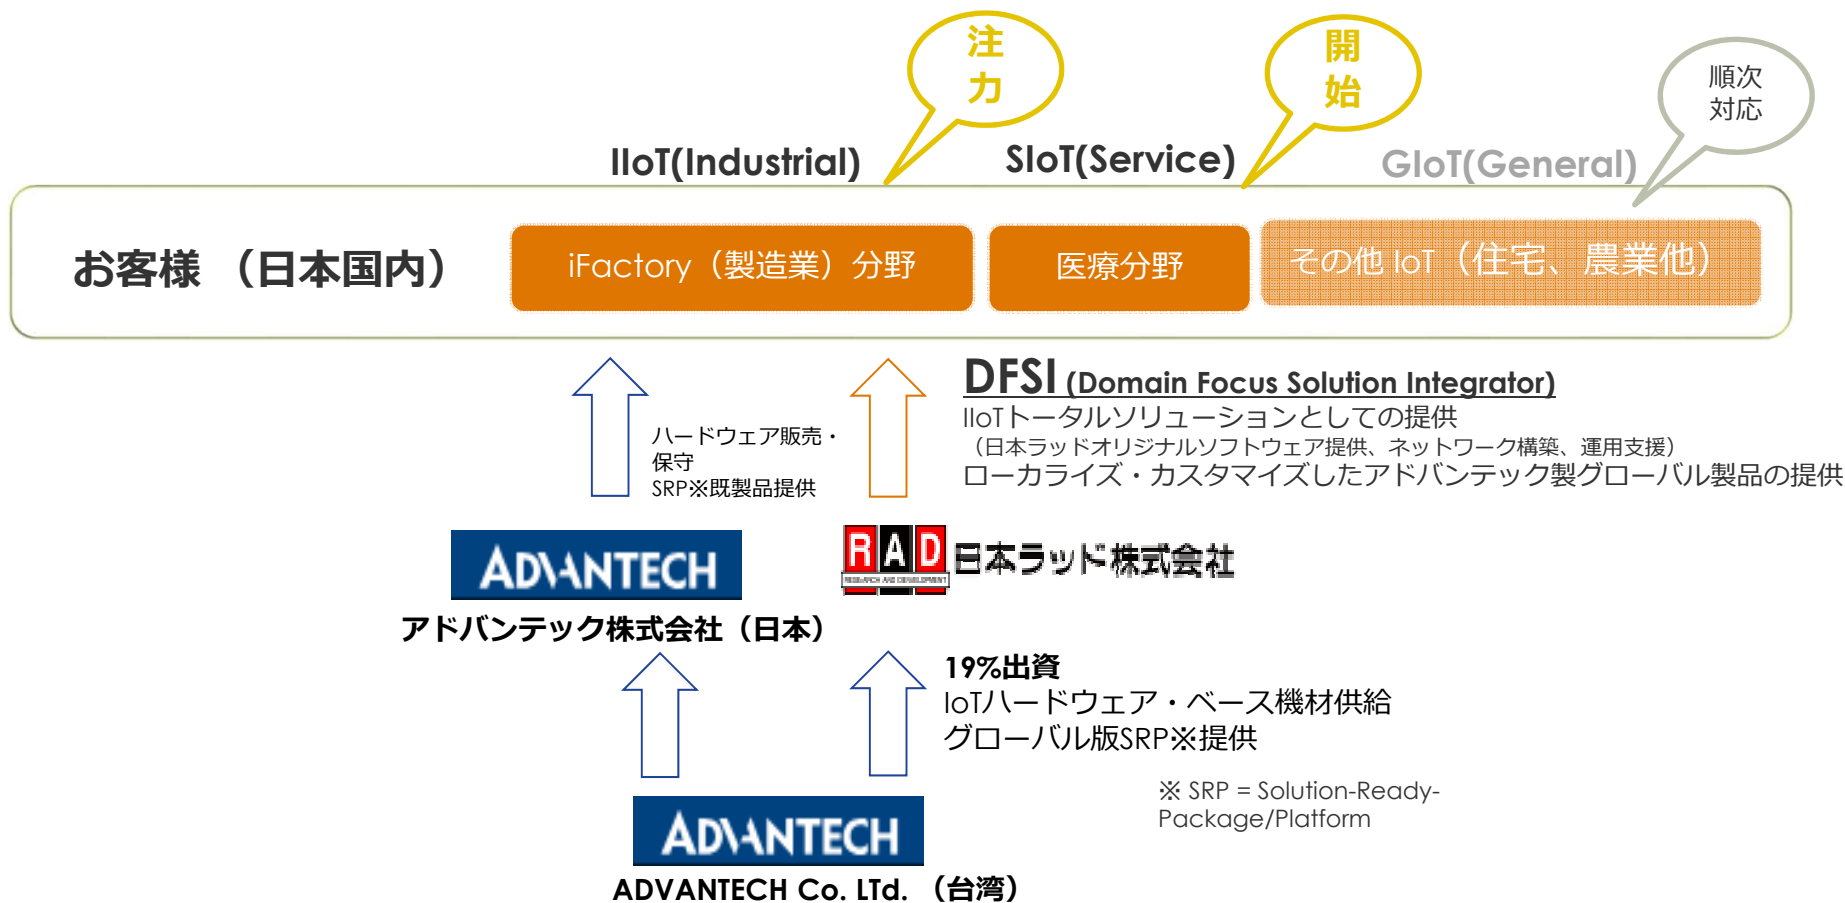 注
力
開
始
順次
対応
IIoT(Industrial)
SIoT(Service)
GIoT(General)
お客様 （日本国内）
iFactory（製造業）分野
医療分野
その他 IoT（住宅、農業他）
ハードウェア販売・
保守
SRP※既製品提供
DFSI (Domain Focus Solution Integrator)
IIoTトータルソリューションとしての提供
（日本ラッドオリジナルソフトウェア提供、ネットワーク構築、運用支援）
ローカライズ・カスタマイズしたアドバンテック製グローバル製品の提供
ADVANTECH
アドバンテック株式会社（日本）
RAD
RESEARCH AND DEVELOPMENT
日本ラッド株式会社
19%出資
IoTハードウェア・ベース機材供給
グローバル版SRP※提供
※ SRP = Solution-Ready-
Package/Platform
ADVANTECH
ADVANTECH Co. LTd. （台湾）